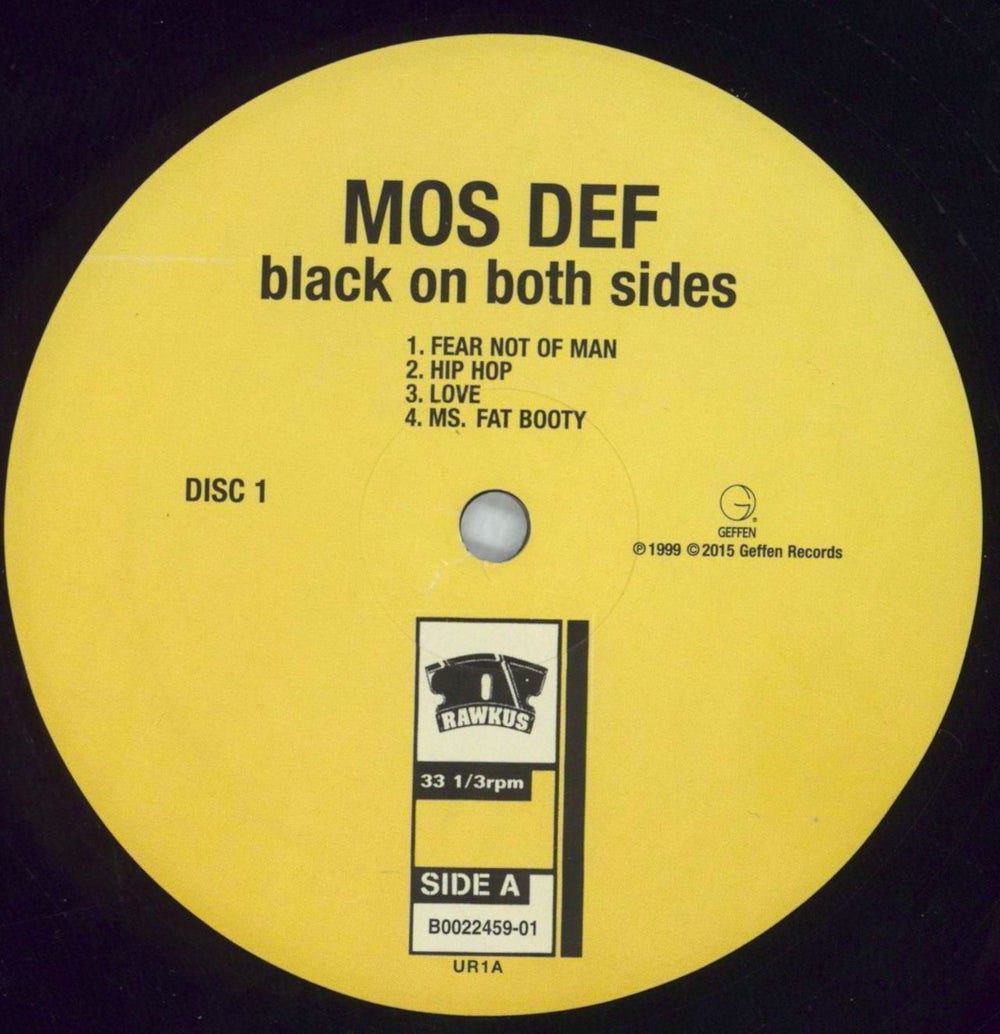 MOS DEF
black on both sides
1. FEAR NOT OF MAN
2. HIP HOP
3. LOVE
4. MS. FAT BOOTY
DISC 1
GEFFEN
℗1999 ©2015 Geffen Records
RAWKUS
33 1/3rpm
SIDE A
B0022459-01
UR1A